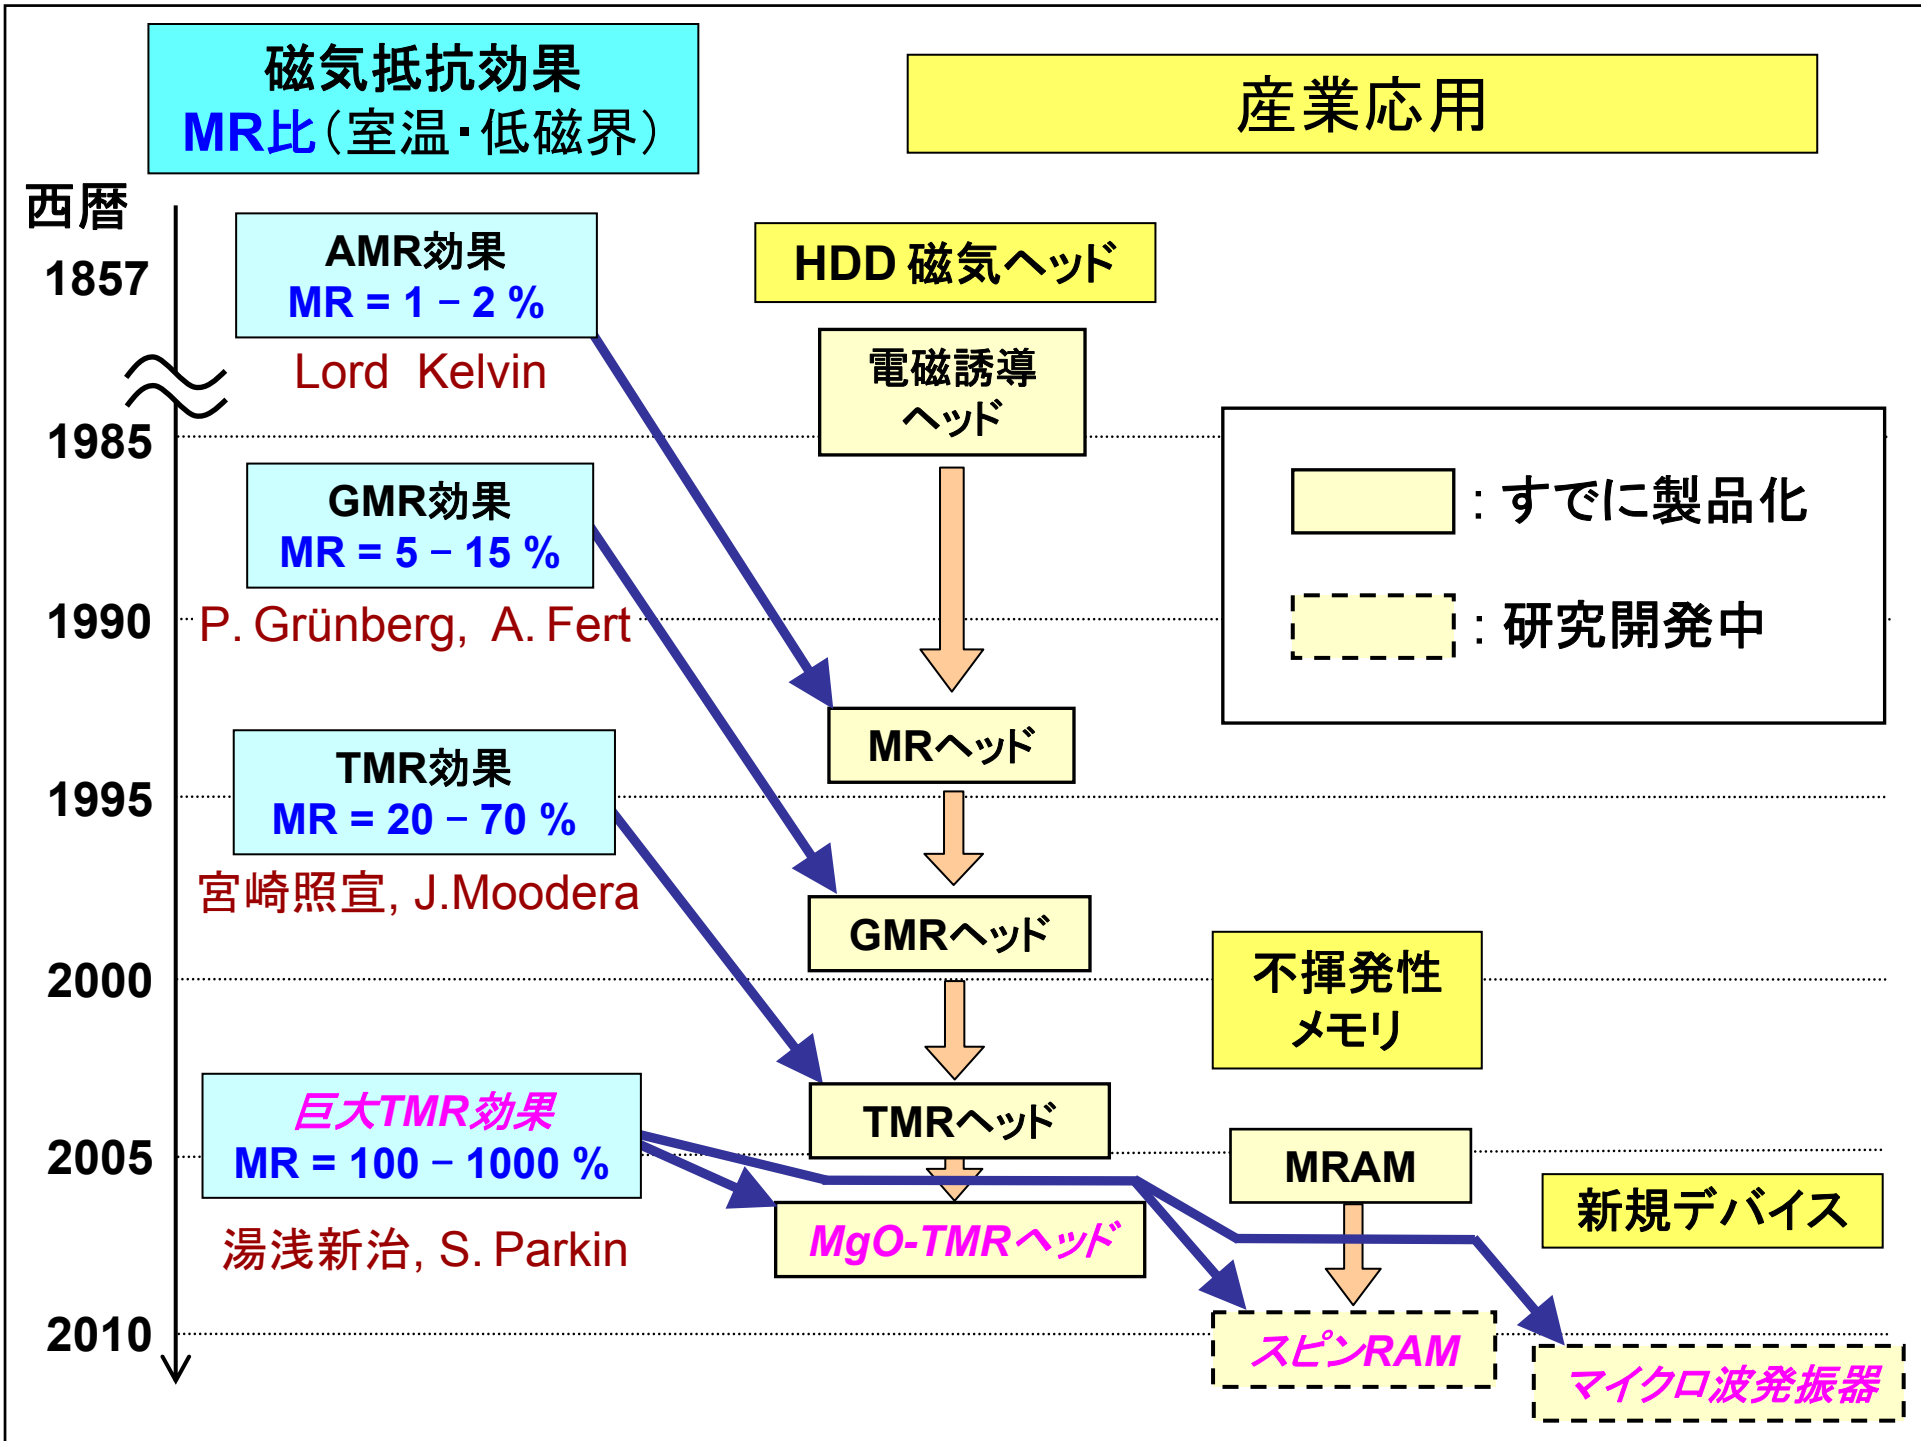 磁気抵抗効果
MR比(室温・低磁界)
産業応用
西暦
1857
AMR効果
MR = 1 – 2 %
Lord Kelvin
HDD 磁気ヘッド
電磁誘導
ヘッド
1985
GMR効果
MR = 5 – 15 %
: すでに製品化
1990
P. Grünberg, A. Fert
: 研究開発中
MRヘッド
TMR効果
1995
MR = 20 – 70 %
宮崎照宣, J.Moodera
GMRヘッド
2000
不揮発性
メモリ
巨大TMR効果
TMRヘッド
2005
MR = 100 – 1000 %
MRAM
新規デバイス
湯浅新治, S. Parkin
MgO-TMRヘッド
2010
スピンRAM
マイクロ波発振器